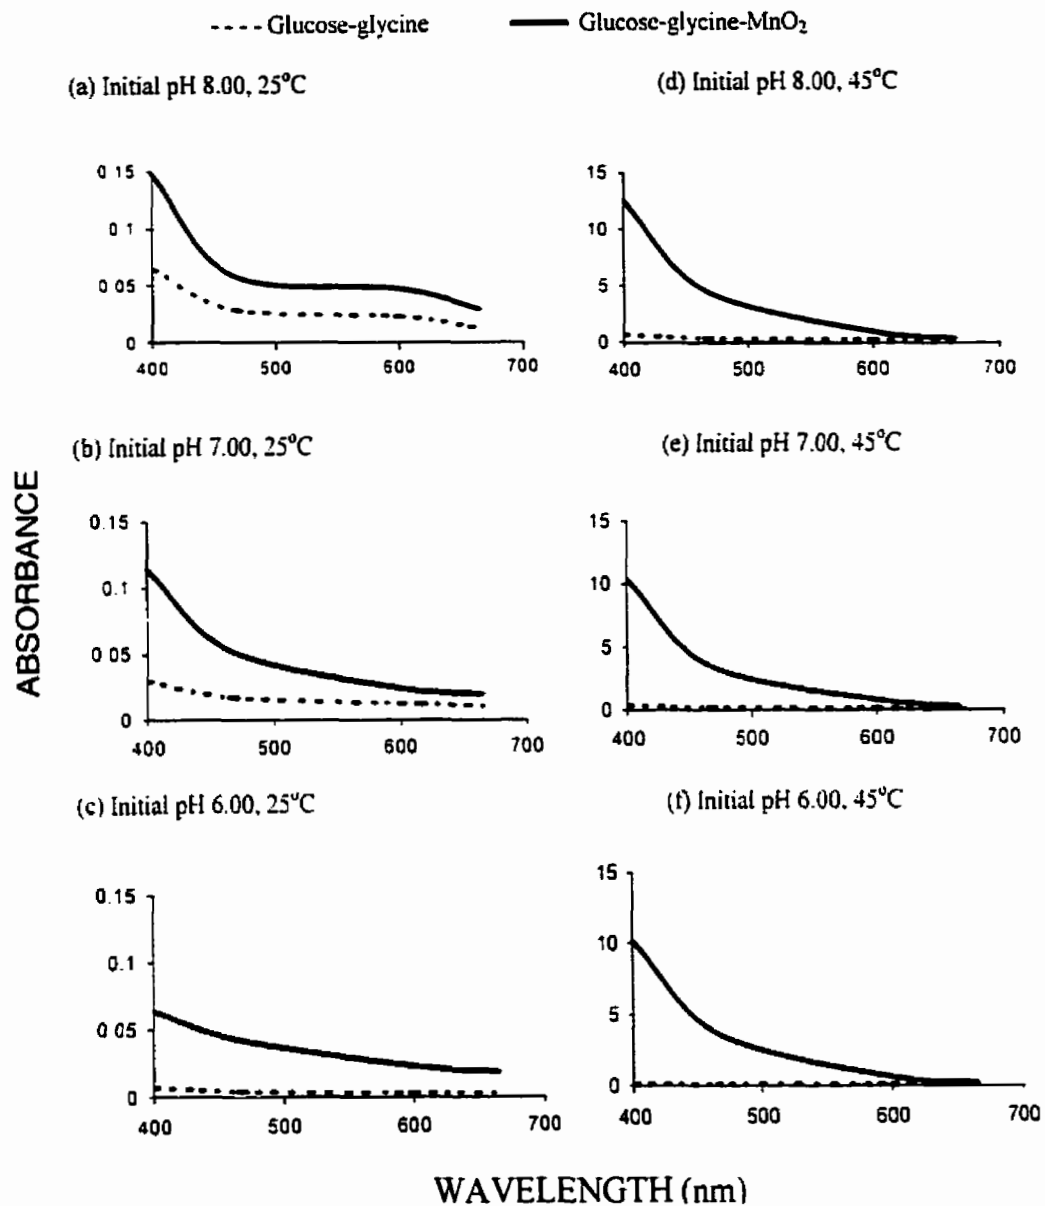 Glucose-glycine Glucose-glycine-MnO₂
(a) Initial pH 8.00, 25°C
0 15
0 1
0 05
0
400 500 600 700
(d) Initial pH 8.00, 45°C
15
10
5
0
400 500 600 700
(b) Initial pH 7.00, 25°C
0.15
0.1
0 05
0
400 500 600 700
(e) Initial pH 7.00, 45°C
15
10
5
0
400 500 600 700
(c) Initial pH 6.00, 25°C
0.15
0.1
0 05
0
400 500 600 700
(f) Initial pH 6.00, 45°C
15
10
5
0
400 500 600 700
ABSORBANCE
WAVELENGTH (nm)